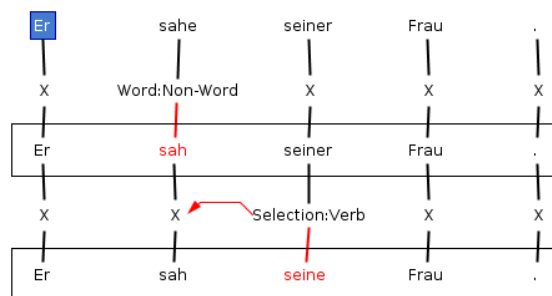 Er sahe seiner Frau .
X Word:Non-Word X X X
Er sah seiner Frau .
X X Selection:Verb X X
Er sah seine Frau .